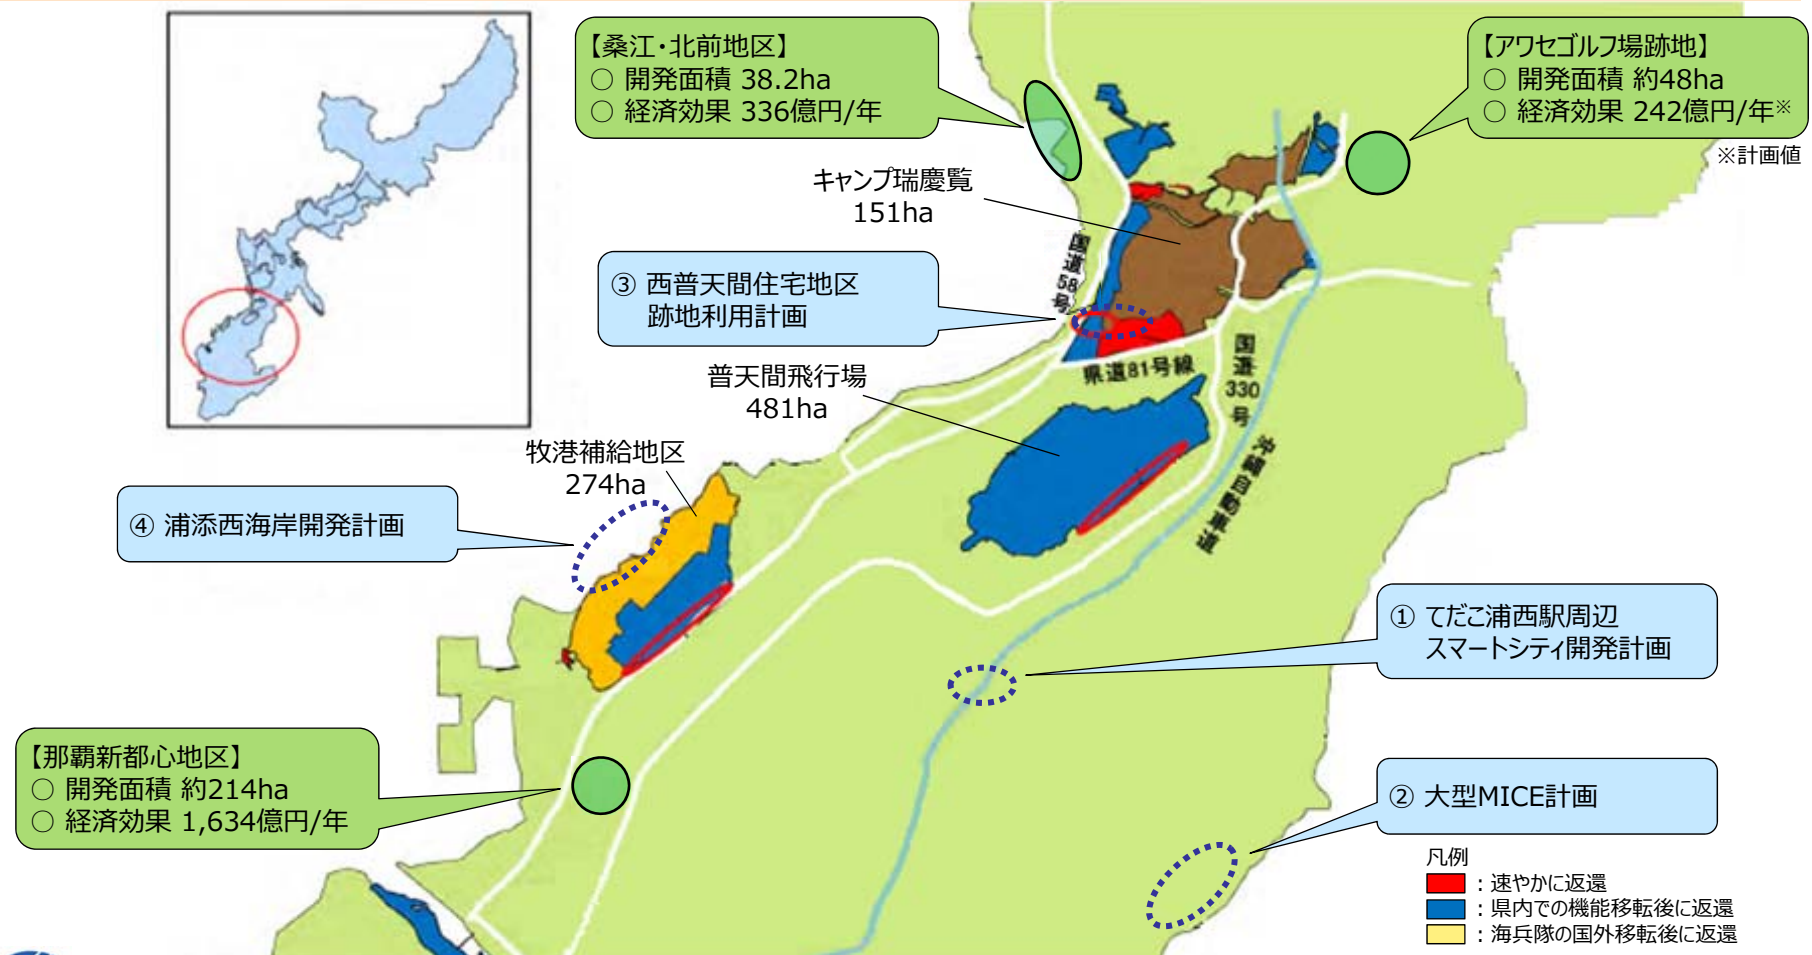 【桑江・北前地区】
○ 開発面積 38.2ha
○ 経済効果 336億円/年
【アワセゴルフ場跡地】
○ 開発面積 約48ha
○ 経済効果 242億円/年※
※計画値
キャンプ瑞慶覧
151ha
国道58号
③ 西普天間住宅地区
跡地利用計画
県道81号線
国道330号
普天間飛行場
481ha
沖縄自動車道
牧港補給地区
274ha
④ 浦添西海岸開発計画
① てだこ浦西駅周辺
スマートシティ開発計画
【那覇新都心地区】
○ 開発面積 約214ha
○ 経済効果 1,634億円/年
② 大型MICE計画
凡例
：速やかに返還
：県内での機能移転後に返還
：海兵隊の国外移転後に返還